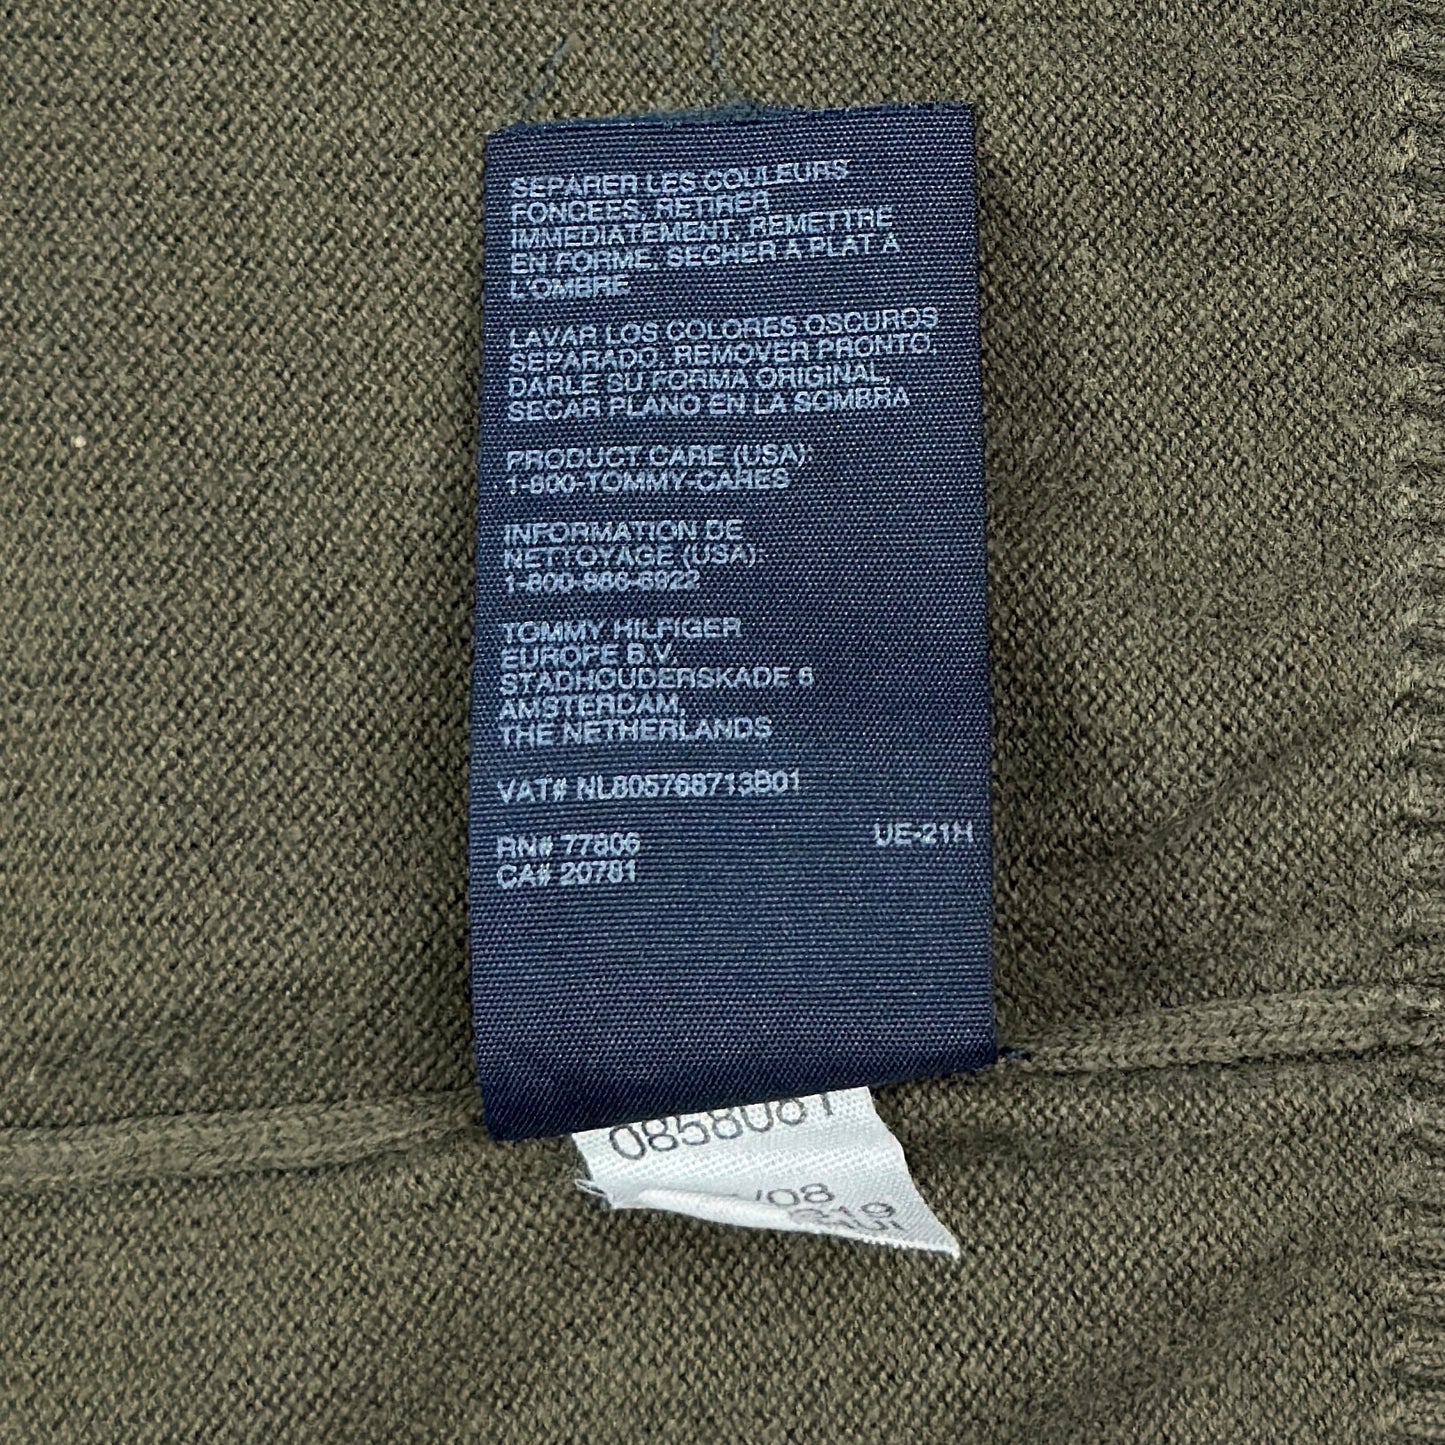 SEPARER LES COULEURS
FONCEES, RETIRER
IMMEDIATEMENT, REMETTRE
EN FORME, SECHER A PLAT A
L'OMBRE
LAVAR LOS COLORES OSCUROS
SEPARADO, REMOVER PRONTO,
DARLE SU FORMA ORIGINAL,
SECAR PLANO EN LA SOMBRA
PRODUCT CARE (USA):
1-800-TOMMY-CARES
INFORMATION DE
NETTOYAGE (USA):
1-800-866-6922
TOMMY HILFIGER
EUROPE B.V.
STADHOUDERSKADE 6
AMSTERDAM,
THE NETHERLANDS
VAT# NL805768713B01
RN# 77806 UE-21H
CA# 20781
0858081
/08